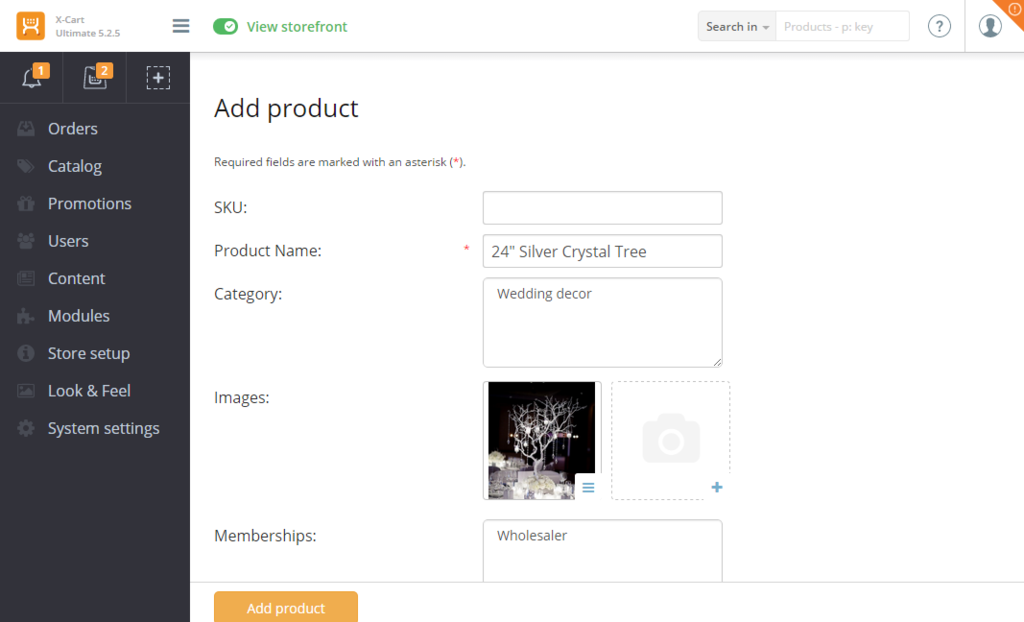 X-Cart
Ultimate 5.2.5
View storefront
Search in
Products - p: key
?
1
2
Orders
Catalog
Promotions
Users
Content
Modules
Store setup
Look & Feel
System settings
Add product
Required fields are marked with an asterisk (*).
SKU:
Product Name: * 24" Silver Crystal Tree
Category: Wedding decor
Images:
Memberships: Wholesaler
Add product